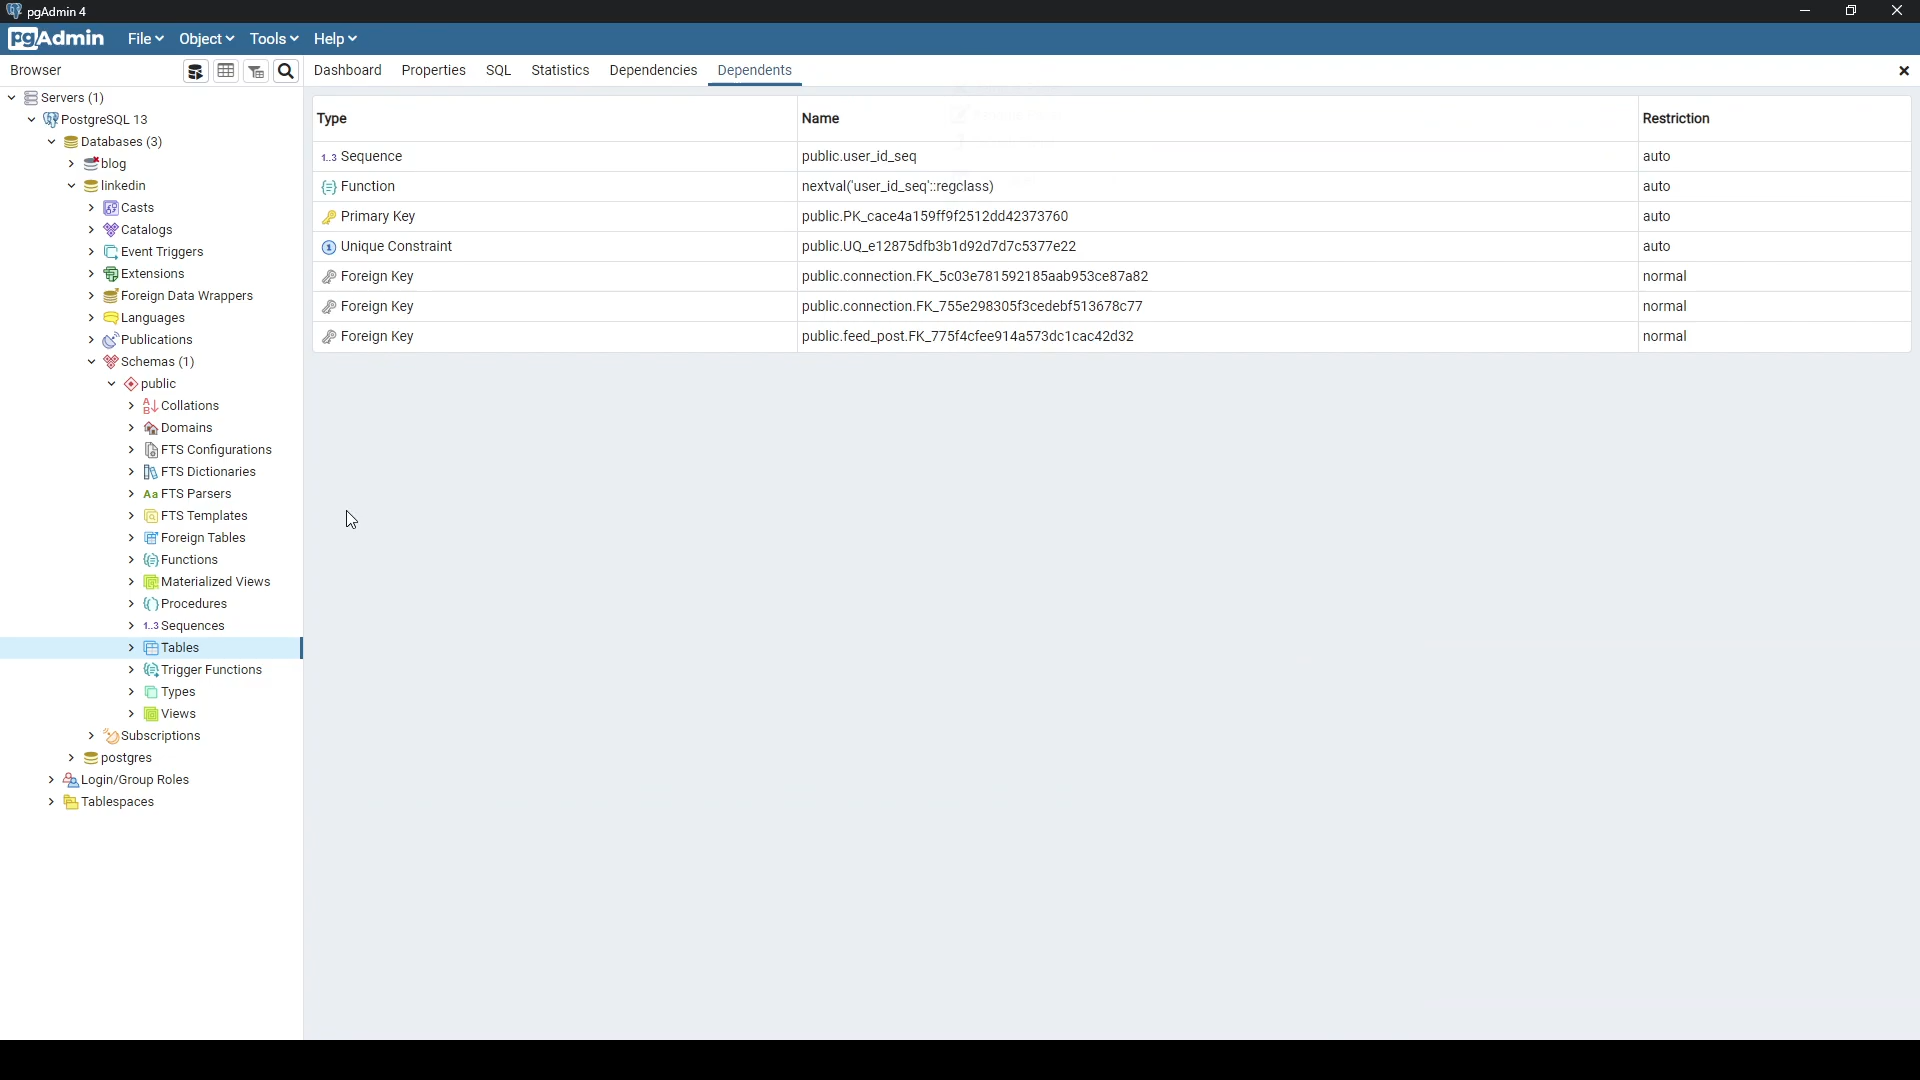 pgAdmin 4
pgAdmin File Object Tools Help
Browser
Dashboard Properties SQL Statistics Dependencies Dependents
Servers (1)
PostgreSQL 13
Databases (3)
blog
linkedin
Casts
Catalogs
Event Triggers
Extensions
Foreign Data Wrappers
Languages
Publications
Schemas (1)
public
Collations
Domains
FTS Configurations
FTS Dictionaries
Aa FTS Parsers
FTS Templates
Foreign Tables
Functions
Materialized Views
Procedures
1..3 Sequences
Tables
Trigger Functions
Types
Views
Subscriptions
postgres
Login/Group Roles
Tablespaces
Type Name Restriction
1..3 Sequence public.user_id_seq auto
Function nextval('user_id_seq'::regclass) auto
Primary Key public.PK_cace4a159ff9f2512dd42373760 auto
Unique Constraint public.UQ_e12875dfb3b1d92d7d7c5377e22 auto
Foreign Key public.connection.FK_5c03e781592185aab953ce87a82 normal
Foreign Key public.connection.FK_755e298305f3cedebf513678c77 normal
Foreign Key public.feed_post.FK_775f4cfee914a573dc1cac42d32 normal